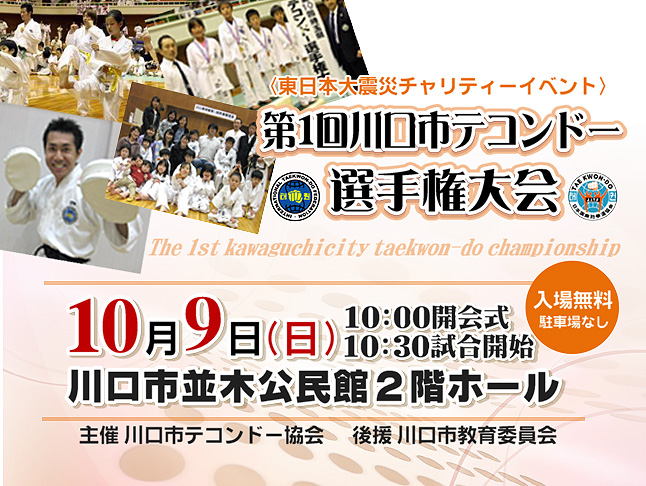 〈東日本大震災チャリティーイベント〉
第1回川口市テコンドー
選手権大会
The 1st kawaguchicity taekwon-do championship
10月9日(日)
10:00開会式
10:30試合開始
入場無料
駐車場なし
川口市並木公民館2階ホール
主催 川口市テコンドー協会 後援 川口市教育委員会